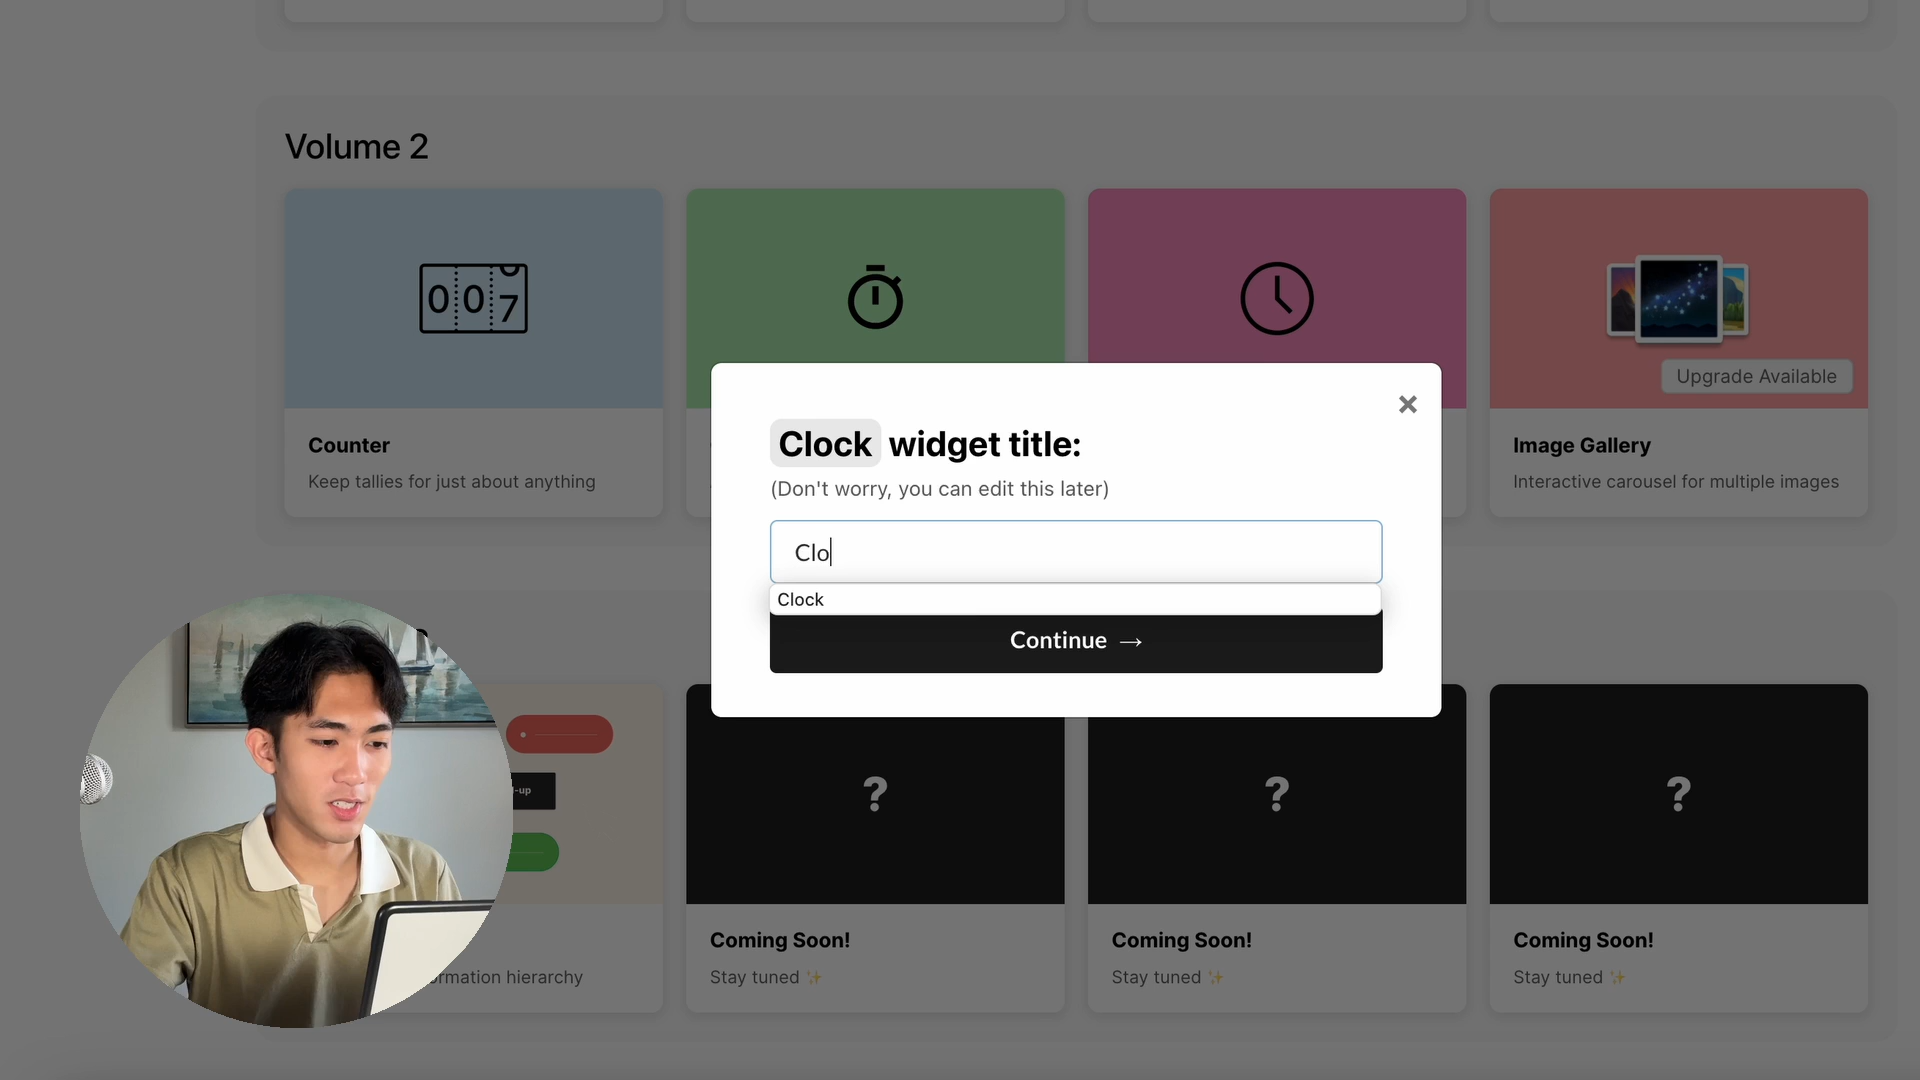 Volume 2
007
Upgrade Available
Counter
Keep tallies for just about anything
Image Gallery
Interactive carousel for multiple images
Clock widget title:
(Don't worry, you can edit this later)
Clo
Clock
Continue →
-up
Coming Soon!
Stay tuned ✨
Coming Soon!
Stay tuned ✨
Coming Soon!
Stay tuned ✨
hierarchy